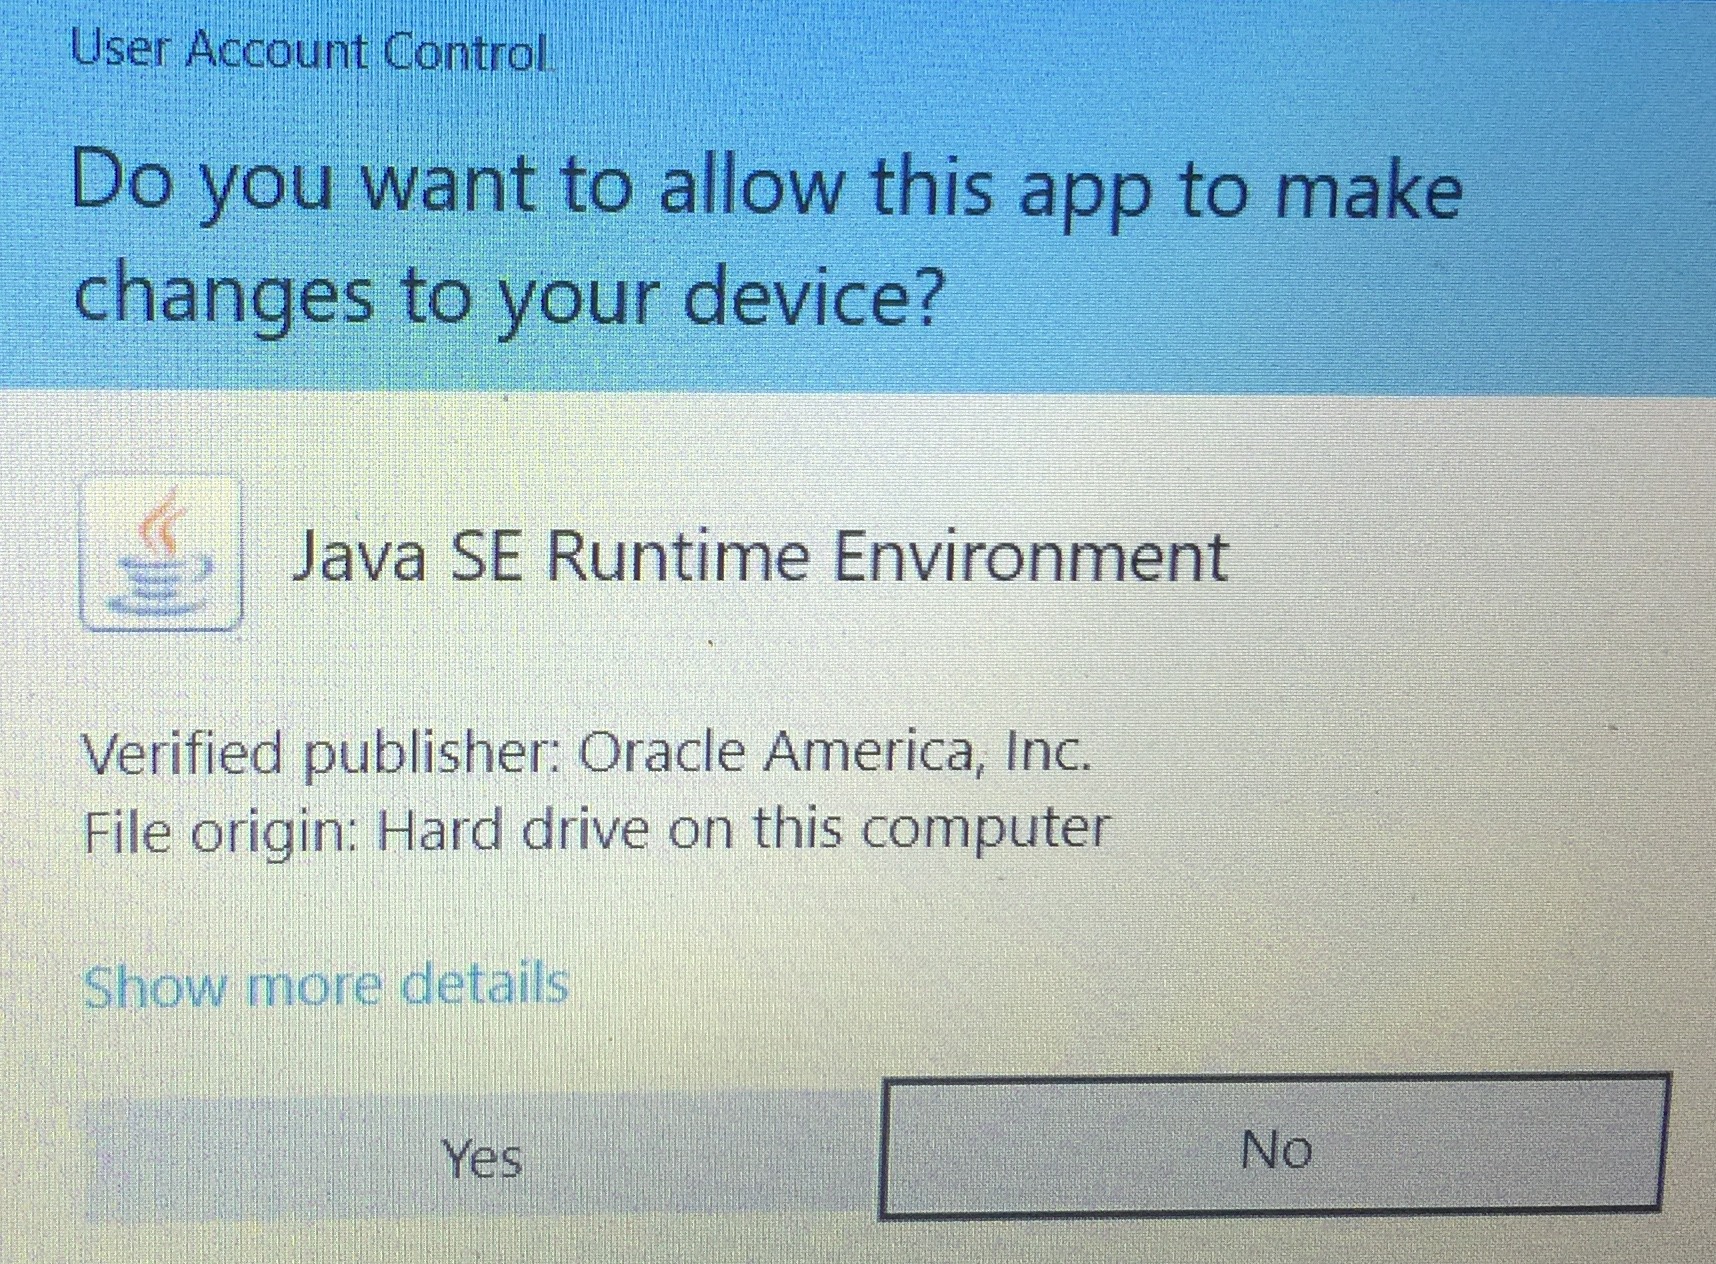 User Account Control
Do you want to allow this app to make
changes to your device?
Java SE Runtime Environment
Verified publisher: Oracle America, Inc.
File origin: Hard drive on this computer
Show more details
Yes
No